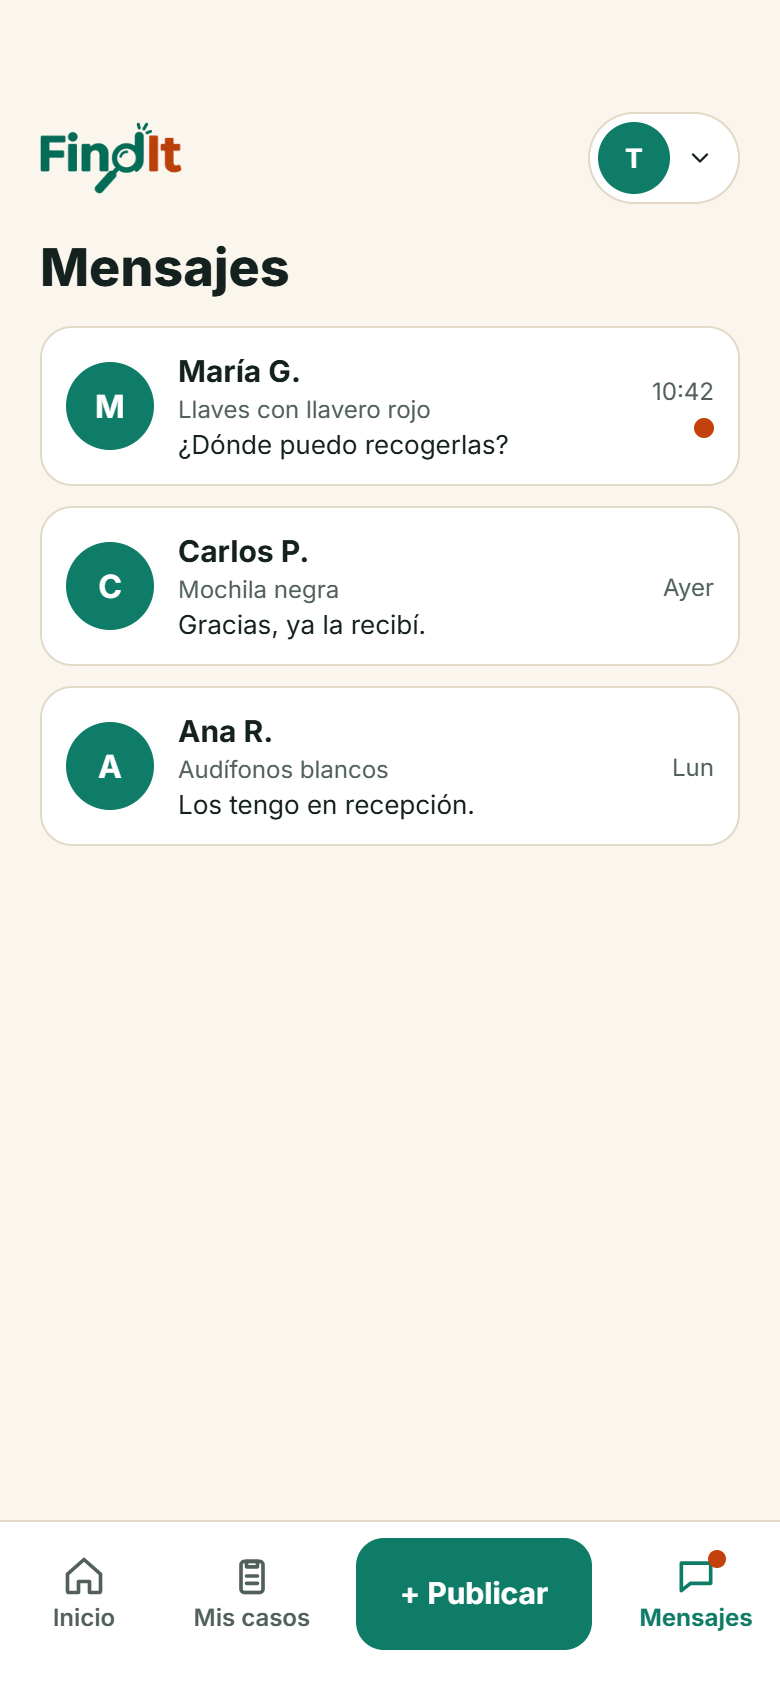 FindIt
T
Mensajes
M
María G.
Llaves con llavero rojo
¿Dónde puedo recogerlas?
10:42
C
Carlos P.
Mochila negra
Gracias, ya la recibí.
Ayer
A
Ana R.
Audífonos blancos
Los tengo en recepción.
Lun
Inicio
Mis casos
+ Publicar
Mensajes